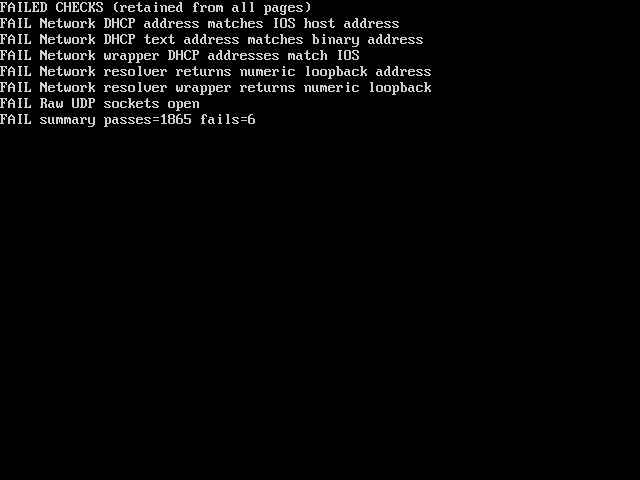 FAILED CHECKS (retained from all pages)
FAIL Network DHCP address matches IOS host address
FAIL Network DHCP text address matches binary address
FAIL Network wrapper DHCP addresses match IOS
FAIL Network resolver returns numeric loopback address
FAIL Network resolver wrapper returns numeric loopback
FAIL Raw UDP sockets open
FAIL summary passes=1865 fails=6